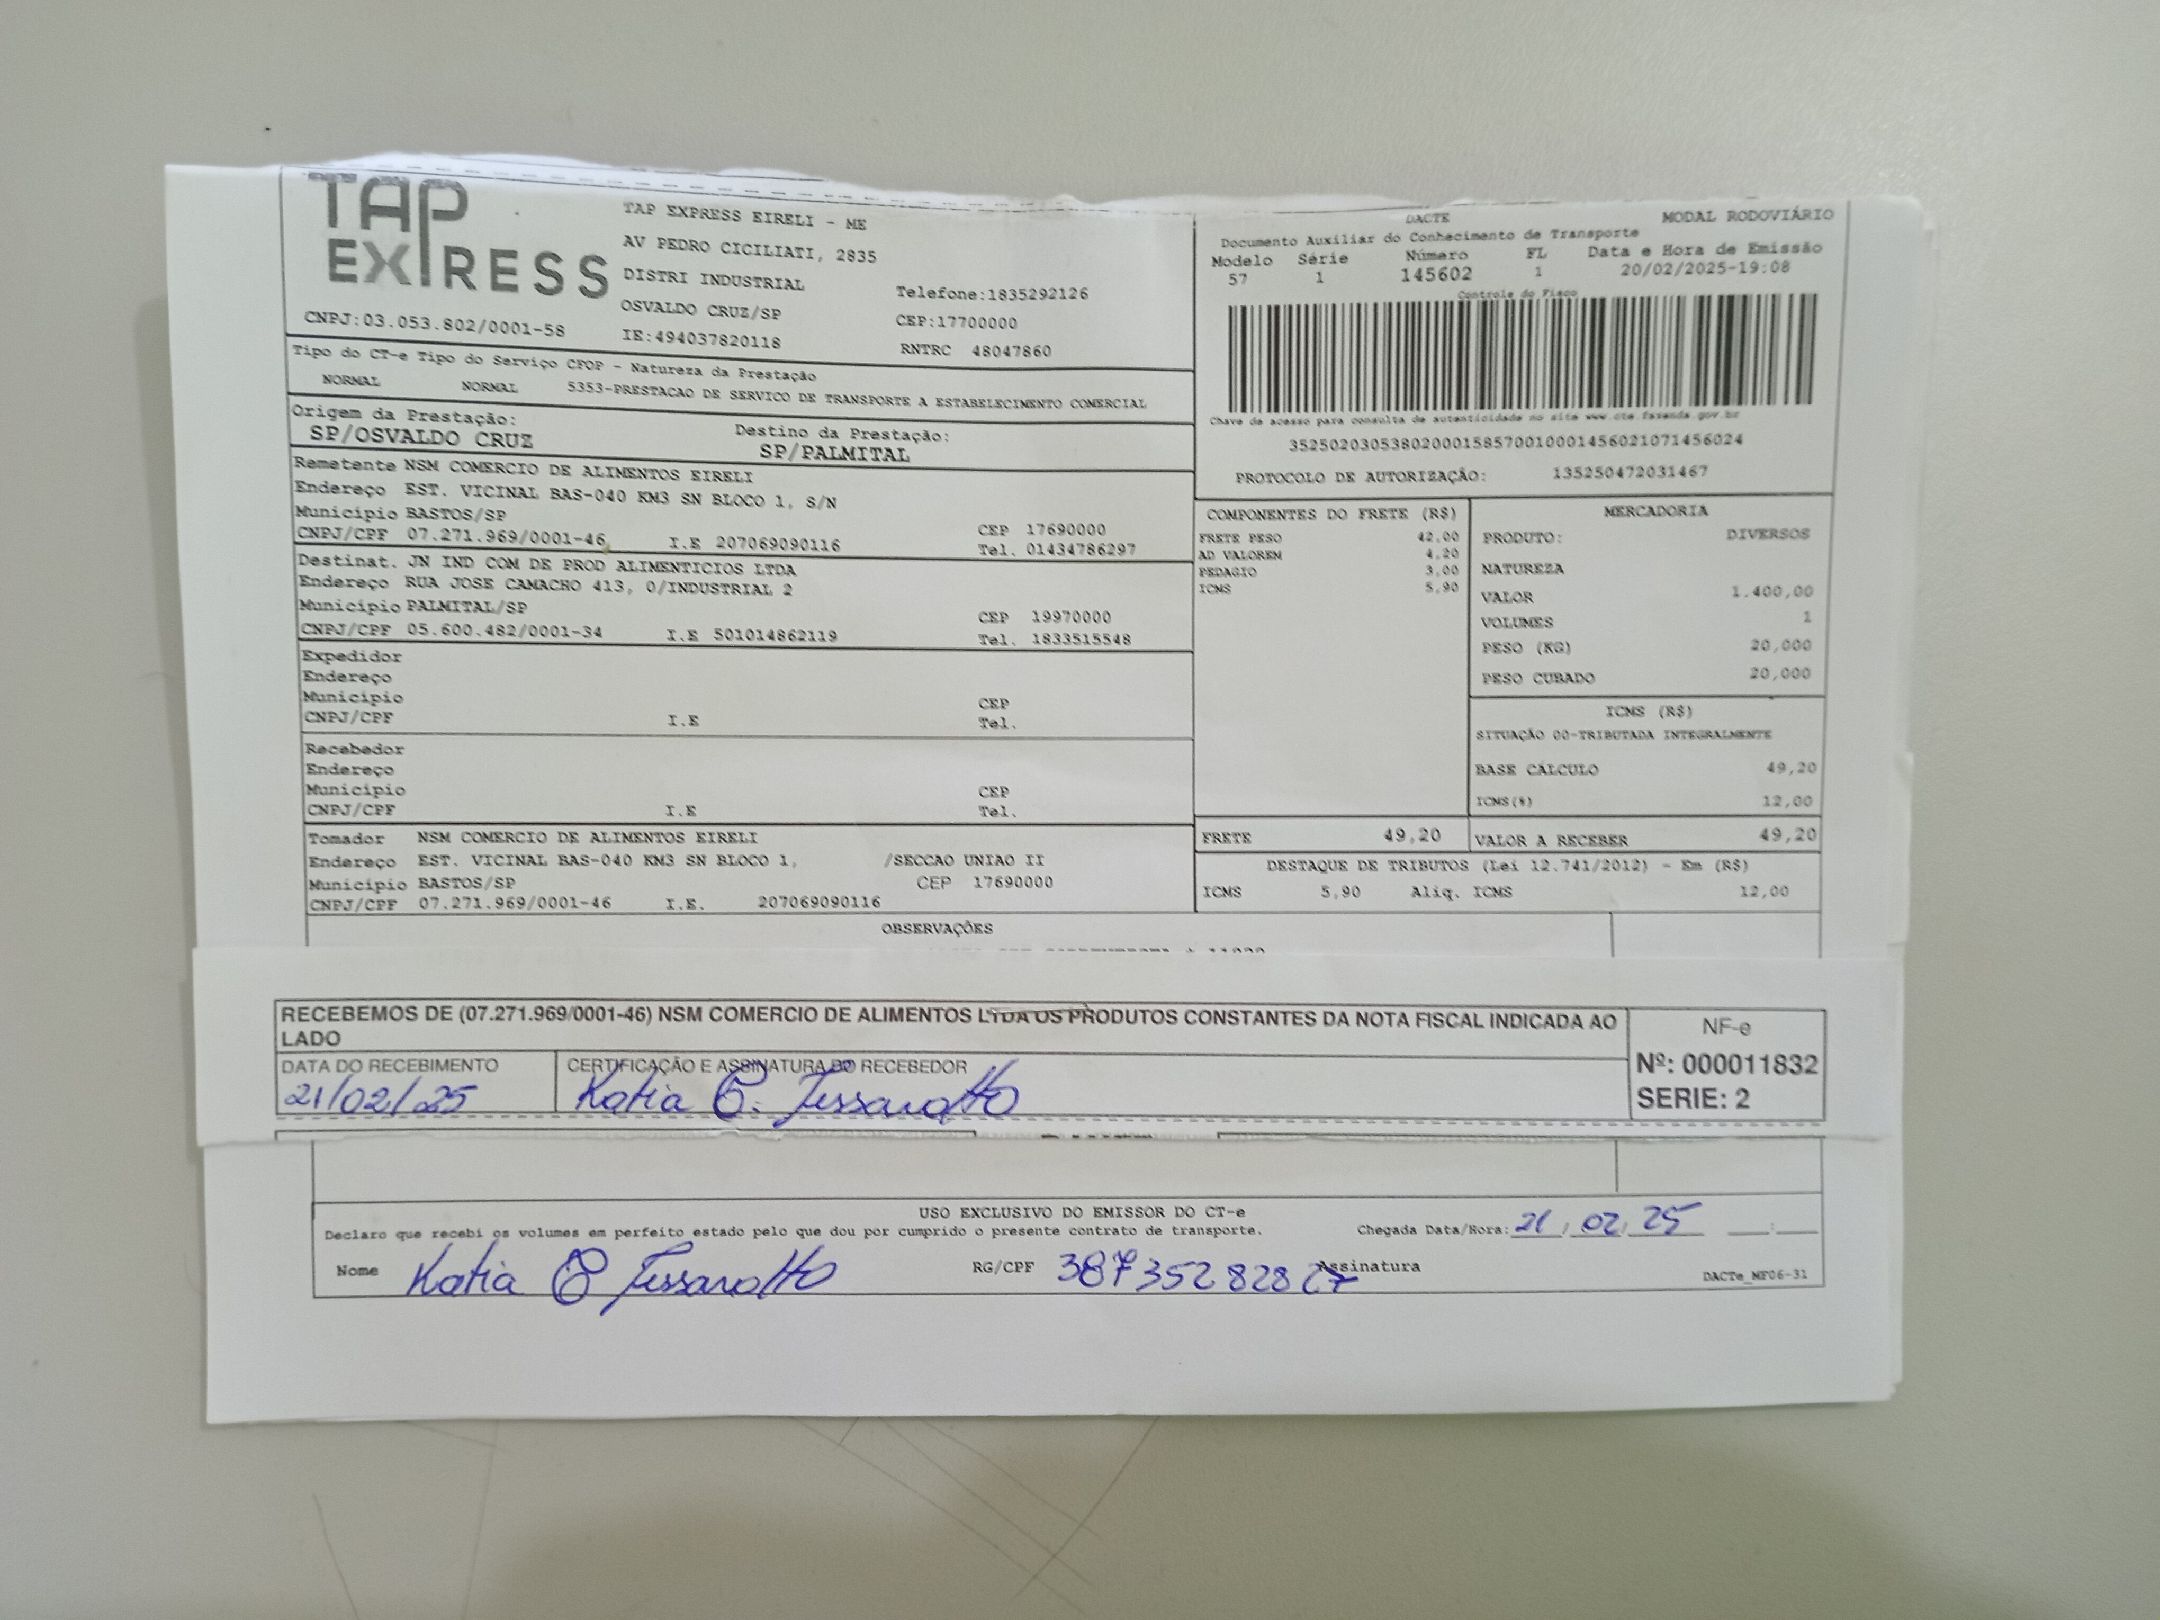 TAP EXPRESS
TAP EXPRESS EIRELI - ME
AV PEDRO CICILIATI, 2835
DISTRI INDUSTRIAL
OSVALDO CRUZ/SP
IE:494037820118
Telefone:1835292126
CEP:17700000
RNTRC 48047860
CNPJ:03.053.802/0001-58
DACTE
MODAL RODOVIÁRIO
Documento Auxiliar do Conhecimento de Transporte
Modelo Série Número FL Data e Hora de Emissão
57 1 145602 1 20/02/2025-19:08
Controle do Fisco
Chave de acesso para consulta de autenticidade no site www.cte.fazenda.gov.br
35250203053802000158570010001456021071456024
PROTOCOLO DE AUTORIZAÇÃO: 135250472031467
Tipo do CT-e Tipo do Serviço CFOP - Natureza da Prestação
NORMAL NORMAL 5353-PRESTACAO DE SERVICO DE TRANSPORTE A ESTABELECIMENTO COMERCIAL
Origem da Prestação: Destino da Prestação:
SP/OSVALDO CRUZ SP/PALMITAL
Remetente NSM COMERCIO DE ALIMENTOS EIRELI
Endereço EST. VICINAL BAS-040 KM3 SN BLOCO 1, S/N
Município BASTOS/SP CEP 17690000
CNPJ/CPF 07.271.969/0001-46 I.E 207069090116 Tel. 01434786297
Destinat. JN IND COM DE PROD ALIMENTICIOS LTDA
Endereço RUA JOSE CAMACHO 413, 0/INDUSTRIAL 2
Município PALMITAL/SP CEP 19970000
CNPJ/CPF 05.600.482/0001-34 I.E 501014862119 Tel. 1833515548
Expedidor
Endereço
Município CEP
CNPJ/CPF I.E Tel.
Recebedor
Endereço
Município CEP
CNPJ/CPF I.E Tel.
Tomador NSM COMERCIO DE ALIMENTOS EIRELI
Endereço EST. VICINAL BAS-040 KM3 SN BLOCO 1, /SECCAO UNIAO II
Município BASTOS/SP CEP 17690000
CNPJ/CPF 07.271.969/0001-46 I.E. 207069090116
COMPONENTES DO FRETE (R$)
FRETE PESO 42,00
AD VALOREM 4,20
PEDAGIO 3,00
ICMS 5,90
MERCADORIA
PRODUTO: DIVERSOS
NATUREZA
VALOR 1.400,00
VOLUMES 1
PESO (KG) 20,000
PESO CUBADO 20,000
ICMS (R$)
SITUAÇÃO 00-TRIBUTADA INTEGRALMENTE
BASE CÁLCULO 49,20
ICMS(%) 12,00
FRETE 49,20 VALOR A RECEBER 49,20
DESTAQUE DE TRIBUTOS (Lei 12.741/2012) - Em (R$)
ICMS 5,90 Aliq. ICMS 12,00
OBSERVAÇÕES
RECEBEMOS DE (07.271.969/0001-46) NSM COMERCIO DE ALIMENTOS LTDA OS PRODUTOS CONSTANTES DA NOTA FISCAL INDICADA AO
LADO
DATA DO RECEBIMENTO CERTIFICAÇÃO E ASSINATURA DO RECEBEDOR
21/02/25 Katia C. Tessarotto
NF-e
Nº: 000011832
SERIE: 2
USO EXCLUSIVO DO EMISSOR DO CT-e
Declaro que recebi os volumes em perfeito estado pelo que dou por cumprido o presente contrato de transporte. Chegada Data/Hora: 21/02/25 __:__
Nome Katia C Tessarotto RG/CPF 38735282827 Assinatura
DACTe_MF06-31